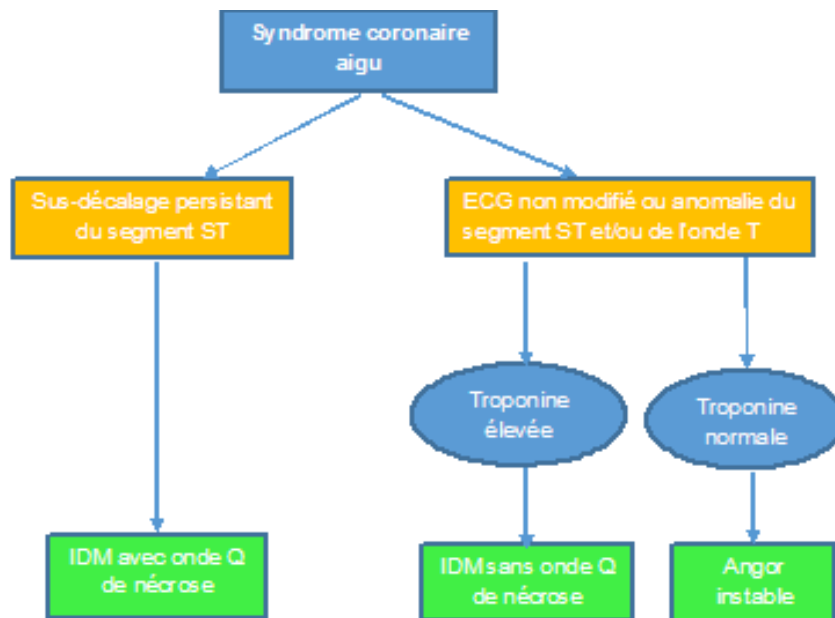 Syndrome coronaire
aigu
Sus-décalage persistant
du segment ST
ECG non modifié ou anomalie du
segment ST et/ou de l'onde T
Troponine
élevée
Troponine
normale
IDM avec onde Q
de nécrose
IDM sans onde Q
de nécrose
Angor
instable